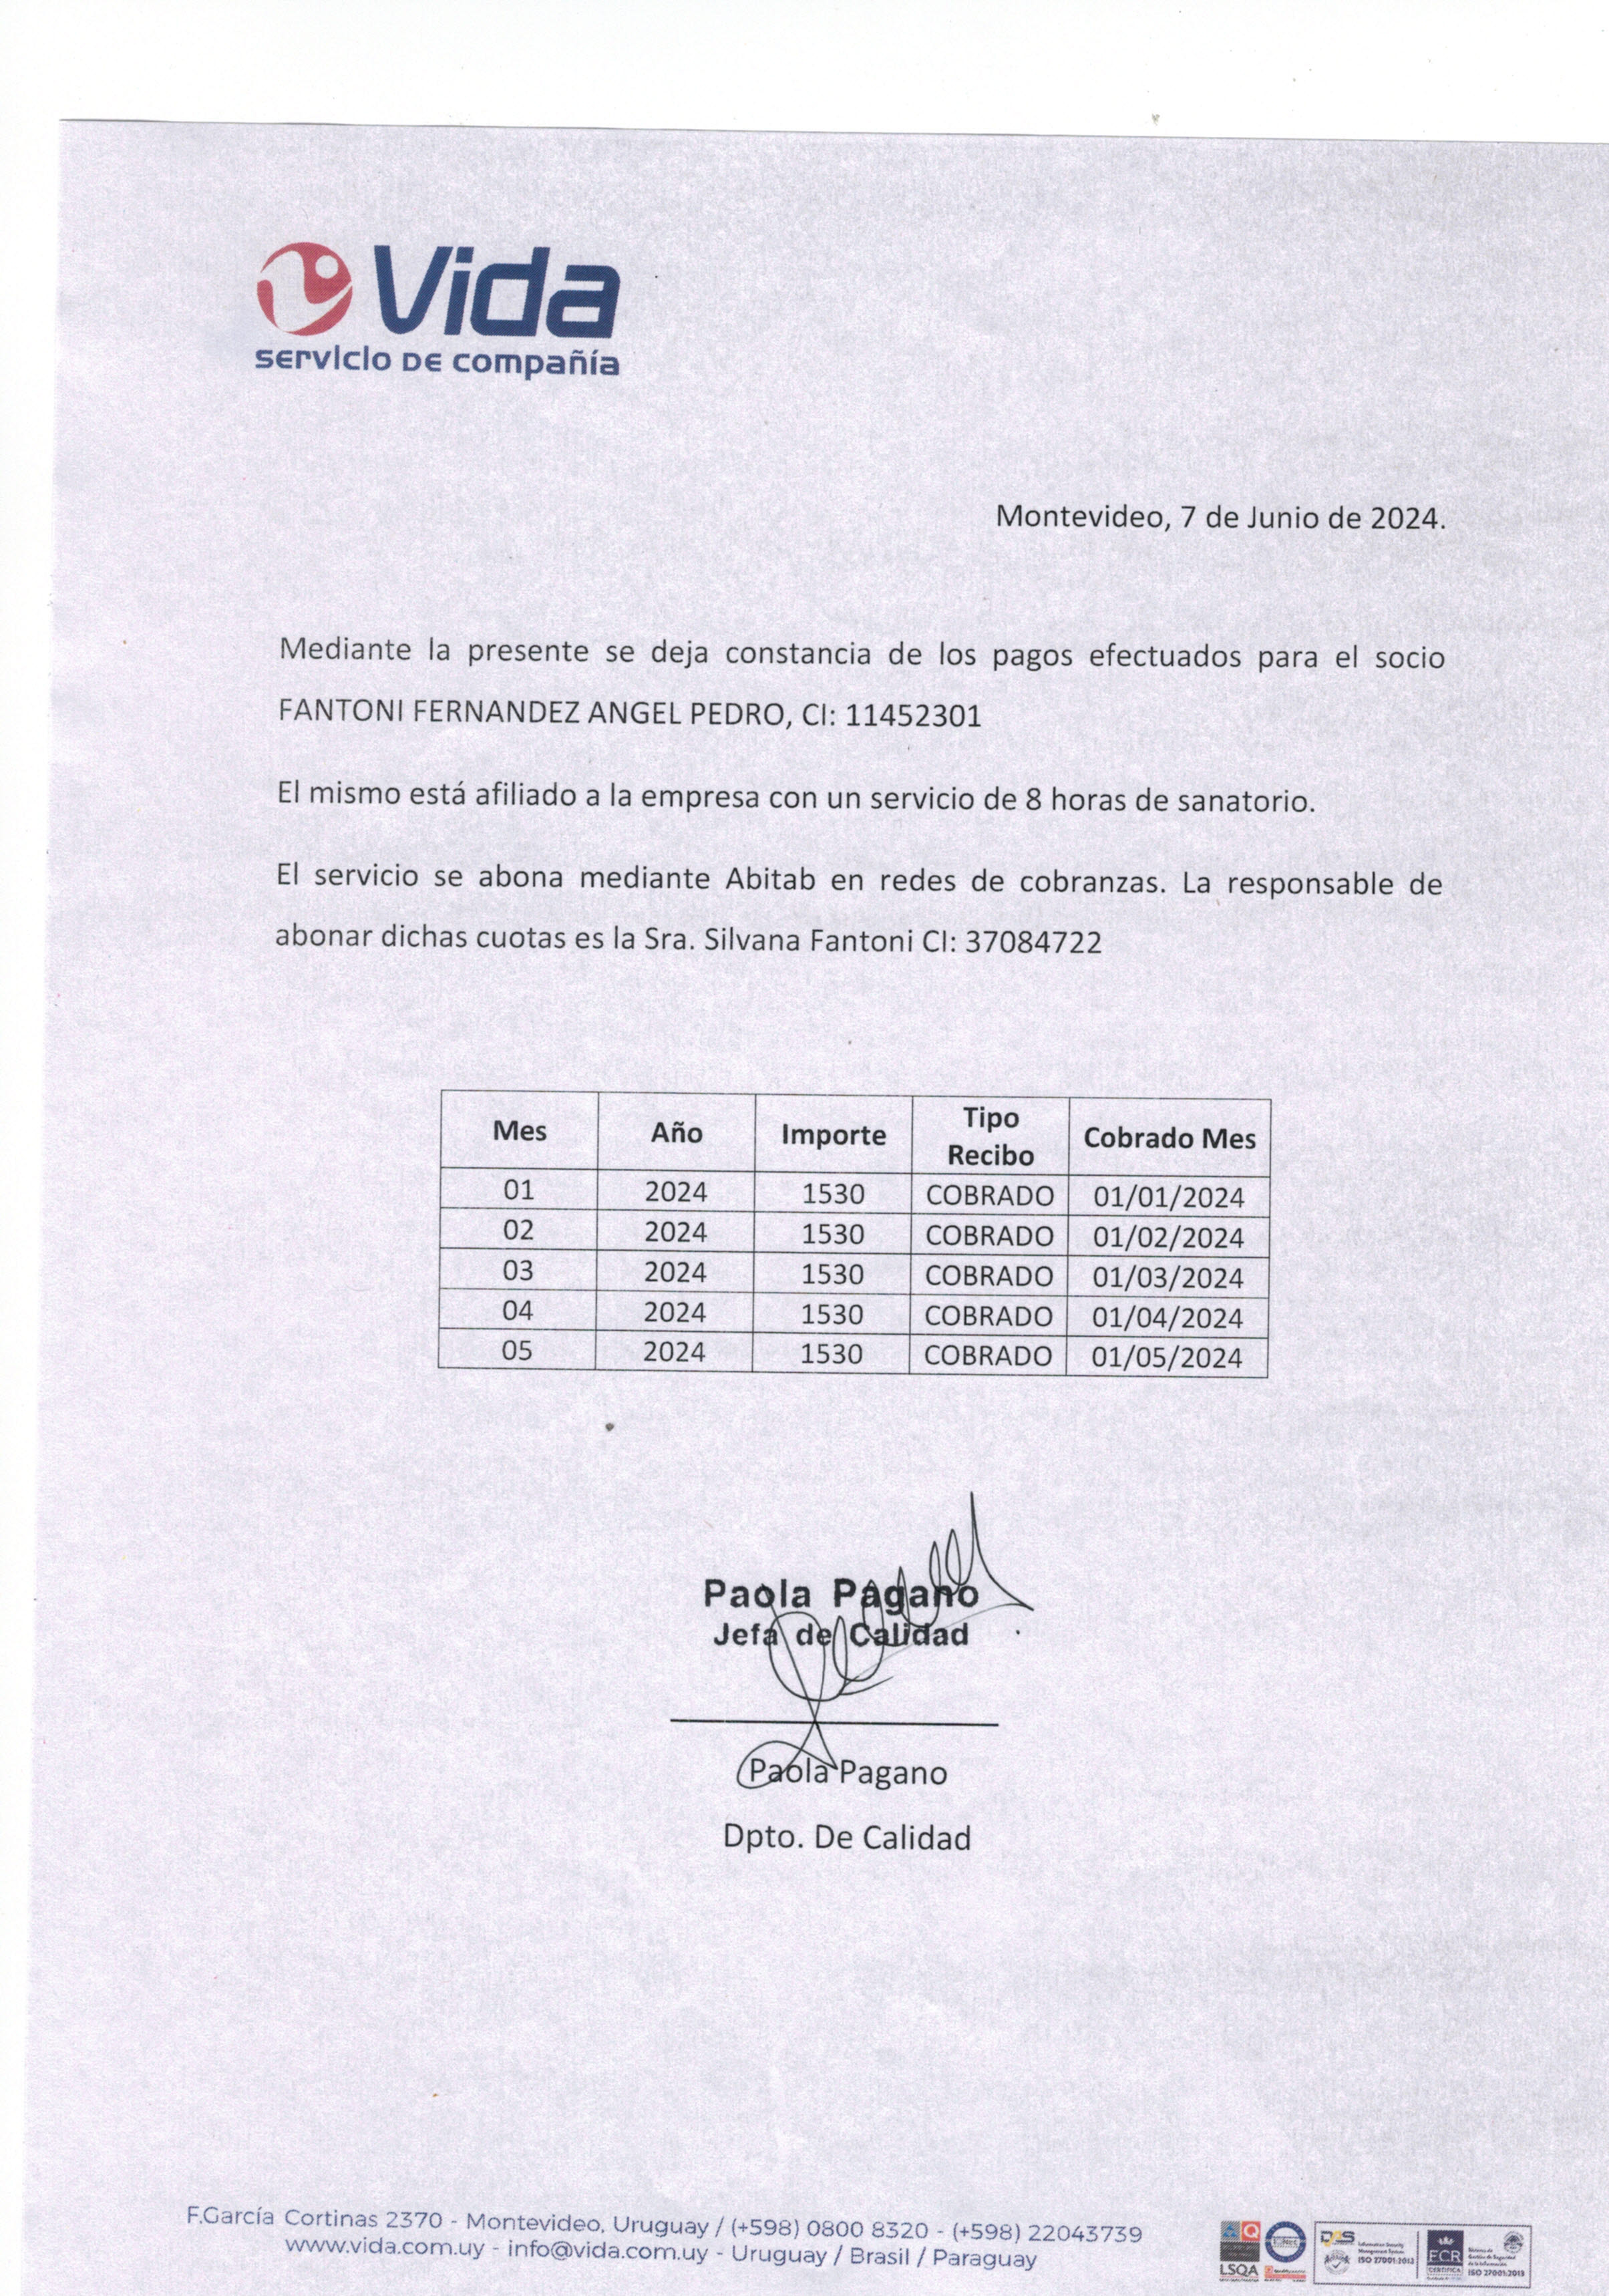 Vida
servicio de compañía
Montevideo, 7 de Junio de 2024.
Mediante la presente se deja constancia de los pagos efectuados para el socio
FANTONI FERNANDEZ ANGEL PEDRO, CI: 11452301
El mismo está afiliado a la empresa con un servicio de 8 horas de sanatorio.
El servicio se abona mediante Abitab en redes de cobranzas. La responsable de
abonar dichas cuotas es la Sra. Silvana Fantoni CI: 37084722
Mes Año Importe Tipo Recibo Cobrado Mes
01 2024 1530 COBRADO 01/01/2024
02 2024 1530 COBRADO 01/02/2024
03 2024 1530 COBRADO 01/03/2024
04 2024 1530 COBRADO 01/04/2024
05 2024 1530 COBRADO 01/05/2024
Paola Pagano
Jefa de Calidad
Paola Pagano
Dpto. De Calidad
F.García Cortinas 2370 - Montevideo, Uruguay / (+598) 0800 8320 - (+598) 22043739
www.vida.com.uy - info@vida.com.uy - Uruguay / Brasil / Paraguay
LSQA
ISO 27001:2013
FCR
CERTIFICA
ISO 27001:2013